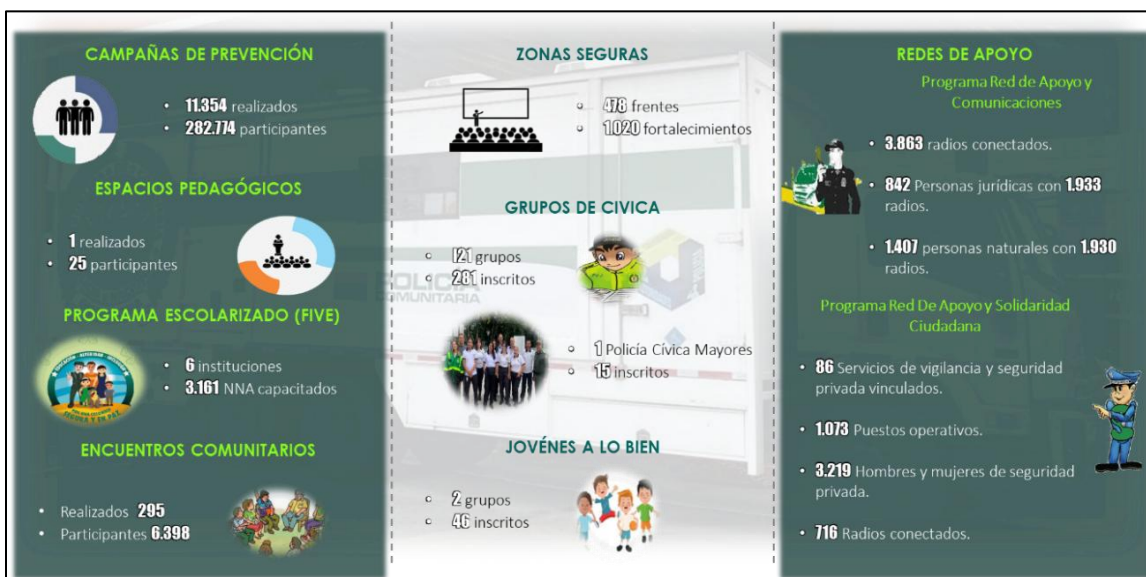 CAMPAÑAS DE PREVENCIÓN
• 11.354 realizados
• 282.774 participantes
ESPACIOS PEDAGÓGICOS
• 1 realizados
• 25 participantes
PROGRAMA ESCOLARIZADO (FIVE)
• 6 instituciones
• 3.161 NNA capacitados
ENCUENTROS COMUNITARIOS
• Realizados 295
• Participantes 6.398
ZONAS SEGURAS
• 478 frentes
• 1.020 fortalecimientos
GRUPOS DE CIVICA
• 121 grupos
• 281 inscritos
POLICIA
COMUNITARIA
• 1 Policía Cívica Mayores
• 15 inscritos
JOVÉNES A LO BIEN
• 2 grupos
• 46 inscritos
REDES DE APOYO
Programa Red de Apoyo y
Comunicaciones
• 3.863 radios conectados.
• 842 Personas jurídicas con 1.933
radios.
• 1.407 personas naturales con 1.930
radios.
Programa Red De Apoyo y Solidaridad
Ciudadana
• 86 Servicios de vigilancia y seguridad
privada vinculados.
• 1.073 Puestos operativos.
• 3.219 Hombres y mujeres de seguridad
privada.
• 716 Radios conectados.